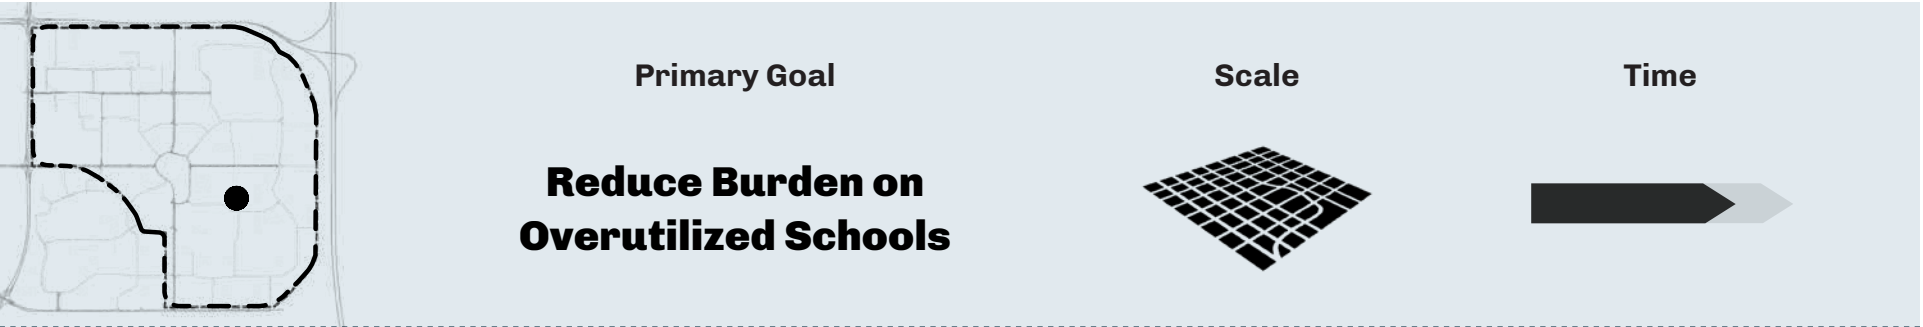 Primary Goal
Scale
Time
Reduce Burden on
Overutilized Schools